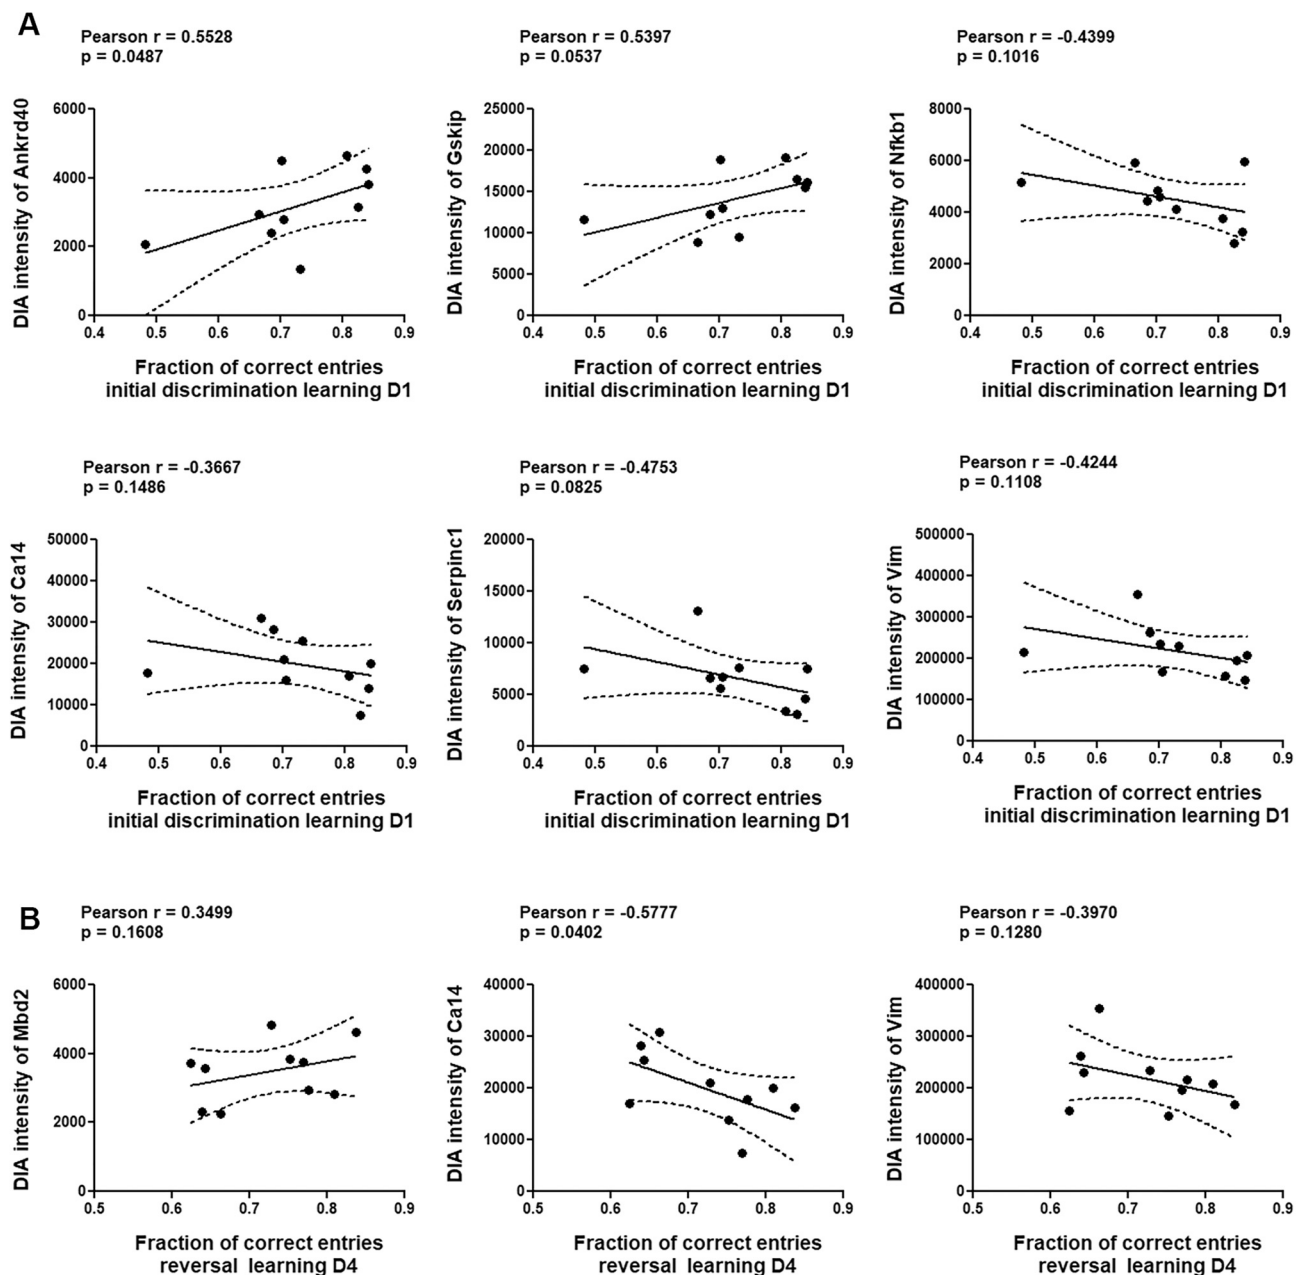 A
Pearson r = 0.5528
p = 0.0487
DIA intensity of Ankrd40
6000
4000
2000
0
0.4 0.5 0.6 0.7 0.8 0.9
Fraction of correct entries
initial discrimination learning D1
Pearson r = 0.5397
p = 0.0537
DIA intensity of Gskip
25000
20000
15000
10000
5000
0
0.4 0.5 0.6 0.7 0.8 0.9
Fraction of correct entries
initial discrimination learning D1
Pearson r = -0.4399
p = 0.1016
DIA intensity of Nfkb1
8000
6000
4000
2000
0
0.4 0.5 0.6 0.7 0.8 0.9
Fraction of correct entries
initial discrimination learning D1
Pearson r = -0.3667
p = 0.1486
DIA intensity of Ca14
50000
40000
30000
20000
10000
0
0.4 0.5 0.6 0.7 0.8 0.9
Fraction of correct entries
initial discrimination learning D1
Pearson r = -0.4753
p = 0.0825
DIA intensity of Serpinc1
20000
15000
10000
5000
0
0.4 0.5 0.6 0.7 0.8 0.9
Fraction of correct entries
initial discrimination learning D1
Pearson r = -0.4244
p = 0.1108
DIA intensity of Vim
500000
400000
300000
200000
100000
0
0.4 0.5 0.6 0.7 0.8 0.9
Fraction of correct entries
initial discrimination learning D1
B
Pearson r = 0.3499
p = 0.1608
DIA intensity of Mbd2
6000
4000
2000
0
0.5 0.6 0.7 0.8 0.9
Fraction of correct entries
reversal learning D4
Pearson r = -0.5777
p = 0.0402
DIA intensity of Ca14
40000
30000
20000
10000
0
0.5 0.6 0.7 0.8 0.9
Fraction of correct entries
reversal learning D4
Pearson r = -0.3970
p = 0.1280
DIA intensity of Vim
400000
300000
200000
100000
0
0.5 0.6 0.7 0.8 0.9
Fraction of correct entries
reversal learning D4